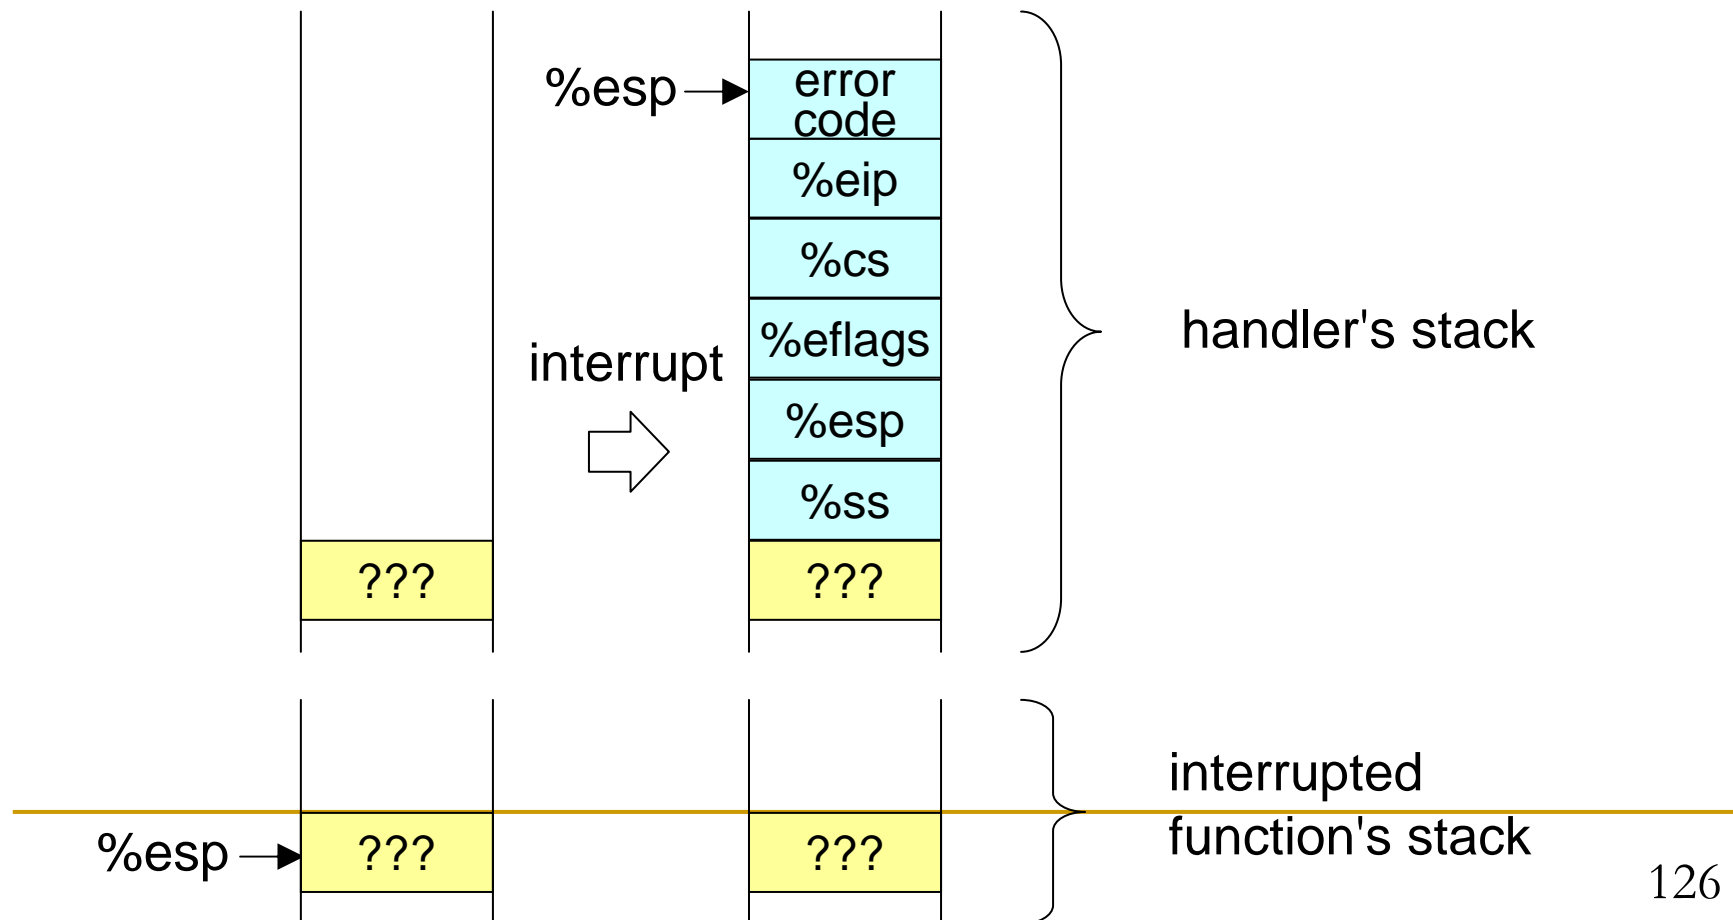 %esp
error
code
%eip
%cs
%eflags
%esp
%ss
???
???
interrupt
handler's stack
%esp
???
???
interrupted
function's stack
126